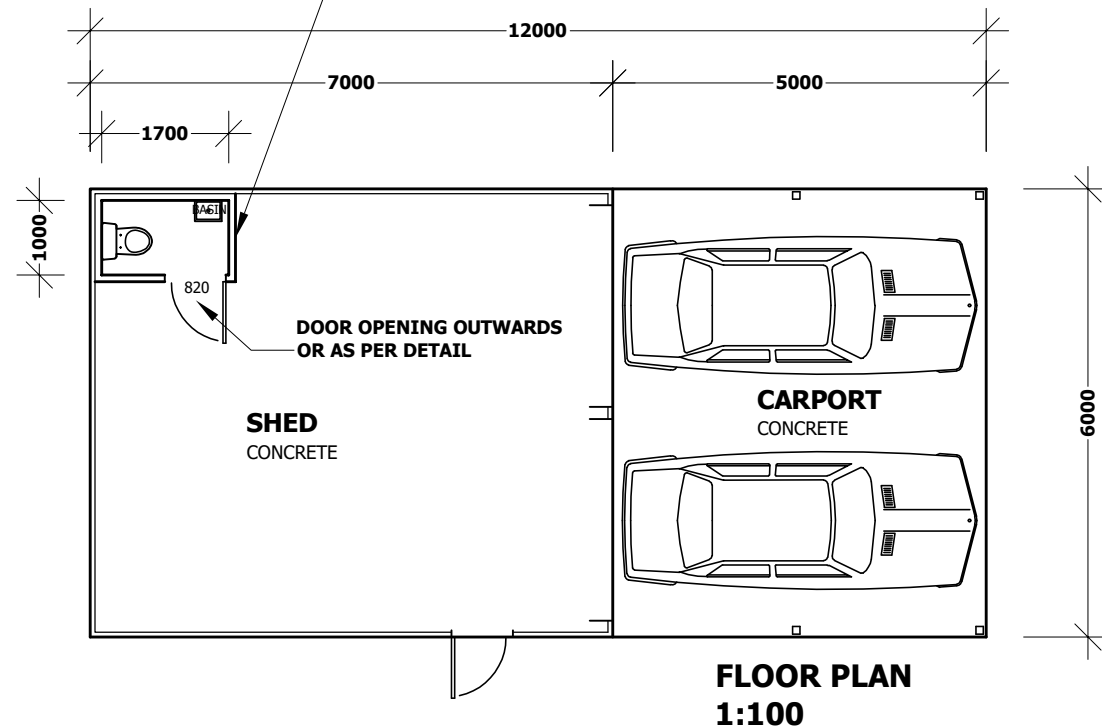 12000
7000
5000
1700
1000
BASIN
820
DOOR OPENING OUTWARDS
OR AS PER DETAIL
SHED
CONCRETE
CARPORT
CONCRETE
6000
FLOOR PLAN
1:100